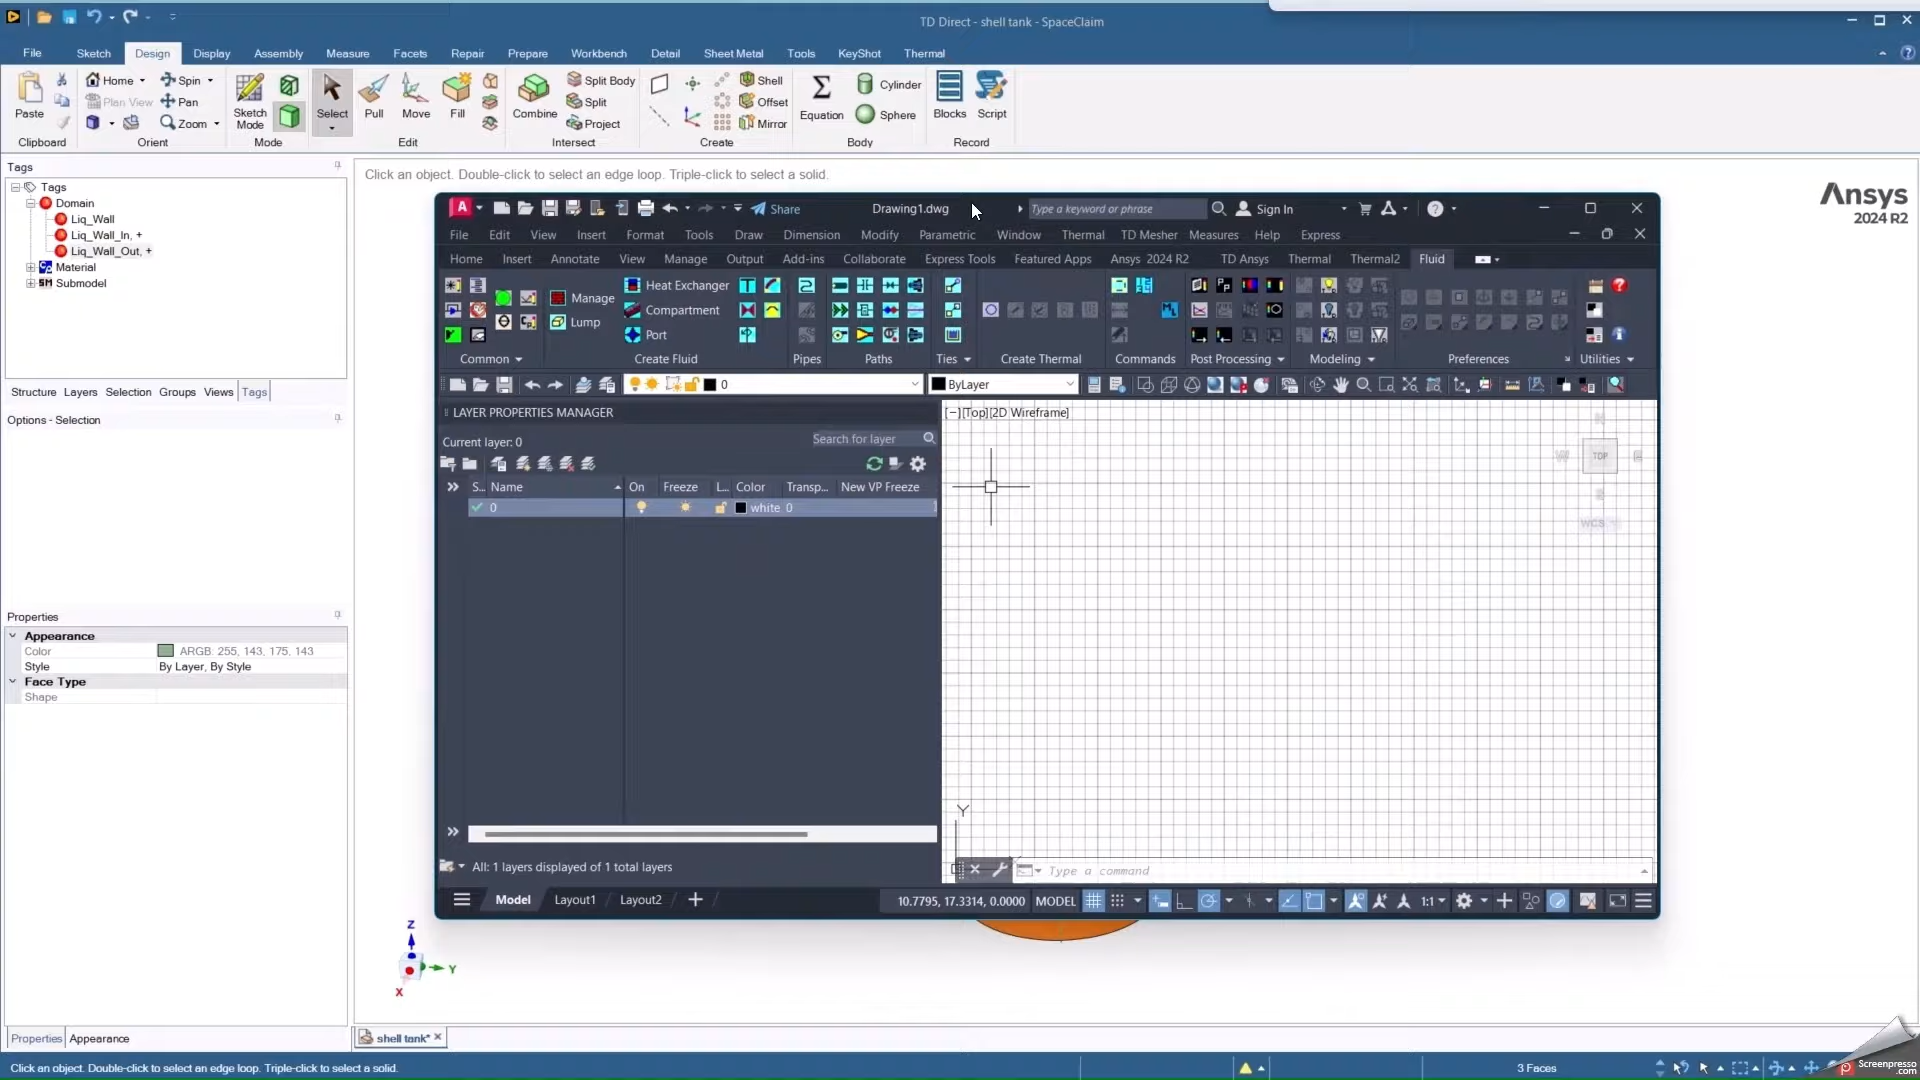 TD Direct - shell tank - SpaceClaim
File Sketch Design Display Assembly Measure Facets Repair Prepare Workbench Detail Sheet Metal Tools KeyShot Thermal
Paste
Home
Plan View
Spin
Pan
Zoom
Sketch Mode
Select
Pull
Move
Fill
Combine
Split Body
Split
Project
Shell
Offset
Mirror
Equation
Cylinder
Sphere
Blocks
Script
Clipboard Orient Mode Edit Intersect Create Body Record
Tags
Tags
Domain
Liq_Wall
Liq_Wall_In, +
Liq_Wall_Out, +
Material
Submodel
Structure Layers Selection Groups Views Tags
Options - Selection
Properties
Appearance
Color ARGB: 255, 143, 175, 143
Style By Layer, By Style
Face Type
Shape
Properties Appearance
Click an object. Double-click to select an edge loop. Triple-click to select a solid.
Ansys
2024 R2
Share Drawing1.dwg Type a keyword or phrase Sign In
File Edit View Insert Format Tools Draw Dimension Modify Parametric Window Thermal TD Mesher Measures Help Express
Home Insert Annotate View Manage Output Add-ins Collaborate Express Tools Featured Apps Ansys 2024 R2 TD Ansys Thermal Thermal2 Fluid
Manage
Lump
Heat Exchanger
Compartment
Port
Common Create Fluid Pipes Paths Ties Create Thermal Commands Post Processing Modeling Preferences Utilities
0 ByLayer
LAYER PROPERTIES MANAGER
Current layer: 0
Search for layer
S.. Name On Freeze L... Color Transp... New VP Freeze
0 white 0
All: 1 layers displayed of 1 total layers
[−][Top][2D Wireframe]
TOP
W
E
S
WCS
Y
Type a command
Model Layout1 Layout2
10.7795, 17.3314, 0.0000 MODEL 1:1
Z
Y
X
shell tank*
Click an object. Double-click to select an edge loop. Triple-click to select a solid.
3 Faces
Screenpresso
.com